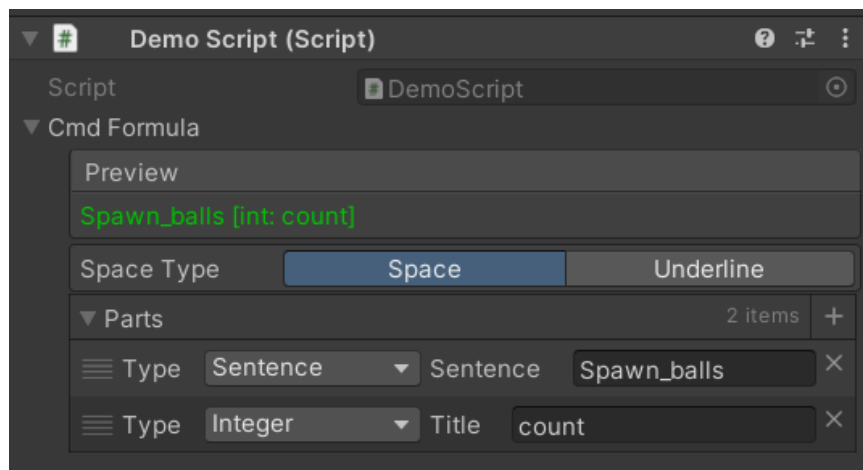 Demo Script (Script)
Script # DemoScript
Cmd Formula
Preview
Spawn_balls [int: count]
Space Type Space Underline
Parts 2 items +
Type Sentence Sentence Spawn_balls
Type Integer Title count